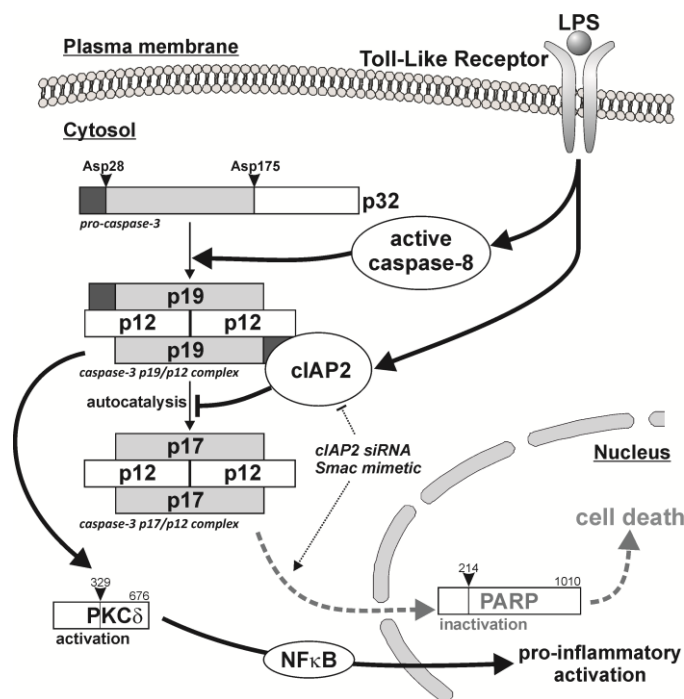 LPS
Plasma membrane
Toll-Like Receptor
Cytosol
Asp28
Asp175
p32
pro-caspase-3
active
caspase-8
p19
p12
p12
p19
caspase-3 p19/p12 complex
cIAP2
autocatalysis
p17
p12
p12
p17
caspase-3 p17/p12 complex
cIAP2 siRNA
Smac mimetic
Nucleus
cell death
329
676
PKCδ
activation
214
1010
PARP
inactivation
NFκB
pro-inflammatory
activation